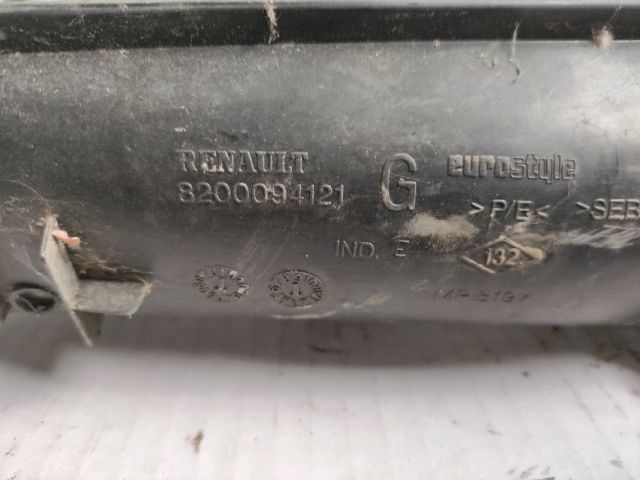 RENAULT
8200094121
G
eurostyle
>P/E< >SEB
IND. E
132